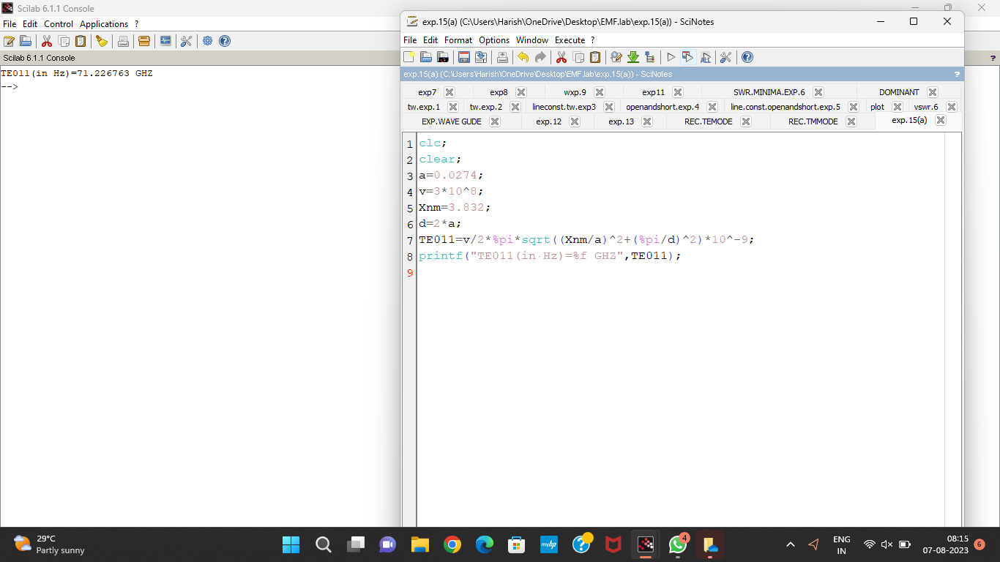 Scilab 6.1.1 Console
File Edit Control Applications ?
Scilab 6.1.1 Console
?
TE011(in Hz)=71.226763 GHZ
-->
exp.15(a) (C:\Users\Harish\OneDrive\Desktop\EMF.lab\exp.15(a)) - SciNotes
File Edit Format Options Window Execute ?
exp.15(a) (C:\Users\Harish\OneDrive\Desktop\EMF.lab\exp.15(a)) - SciNotes
?
exp7 exp8 wxp.9 exp11 SWR.MINIMA.EXP.6 DOMINANT
tw.exp.1 tw.exp.2 lineconst.tw.exp3 openandshort.exp.4 line.const.openandshort.exp.5 plot vswr.6
EXP.WAVE GUDE exp.12 exp.13 REC.TEMODE REC.TMMODE exp.15(a)
1 clc;
2 clear;
3 a=0.0274;
4 v=3*10^8;
5 Xnm=3.832;
6 d=2*a;
7 TE011=v/2*%pi*sqrt((Xnm/a)^2+(%pi/d)^2)*10^-9;
8 printf("TE011(in·Hz)=%f GHZ",TE011);
9
29°C
Partly sunny
myhp
4
ENG
IN
08:15
07-08-2023
6